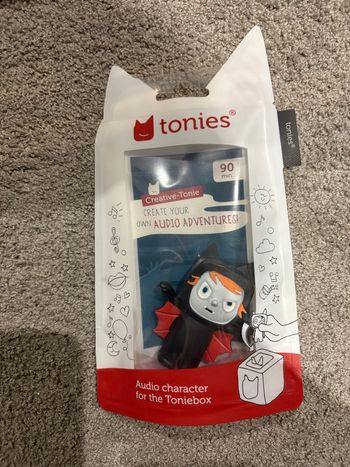 tonies®
tonies®
90
min.
Creative-Tonie
CREATE YOUR
OWN AUDIO ADVENTURES!
Audio character
for the Toniebox